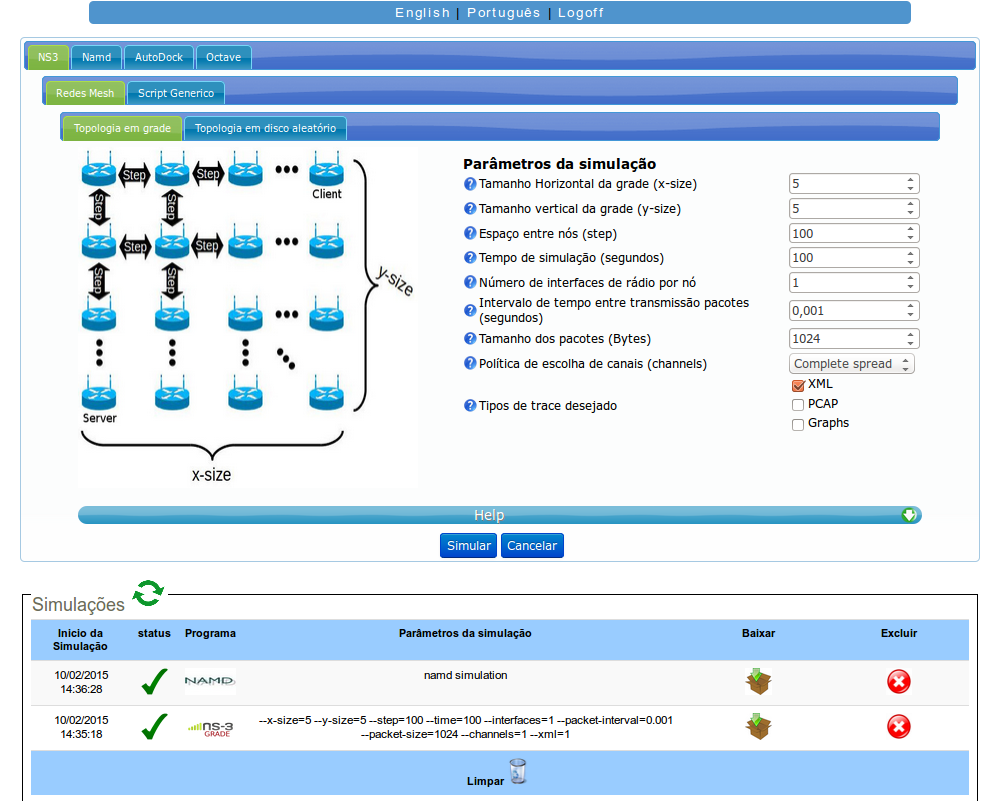 English | Português | Logoff
NS3 Namd AutoDock Octave
Redes Mesh Script Generico
Topologia em grade Topologia em disco aleatório
Step Step
Client
Step Step
Step Step
Step Step
y-size
Server
x-size
Parâmetros da simulação
Tamanho Horizontal da grade (x-size) 5
Tamanho vertical da grade (y-size) 5
Espaço entre nós (step) 100
Tempo de simulação (segundos) 100
Número de interfaces de rádio por nó 1
Intervalo de tempo entre transmissão pacotes
(segundos) 0,001
Tamanho dos pacotes (Bytes) 1024
Política de escolha de canais (channels) Complete spread
Tipos de trace desejado
XML
PCAP
Graphs
Help
Simular Cancelar
Simulações
Inicio da
Simulação
status
Programa
Parâmetros da simulação
Baixar
Excluir
10/02/2015
14:36:28
NAMD
namd simulation
10/02/2015
14:35:18
NS-3
GRADE
--x-size=5 --y-size=5 --step=100 --time=100 --interfaces=1 --packet-interval=0.001
--packet-size=1024 --channels=1 --xml=1
Limpar